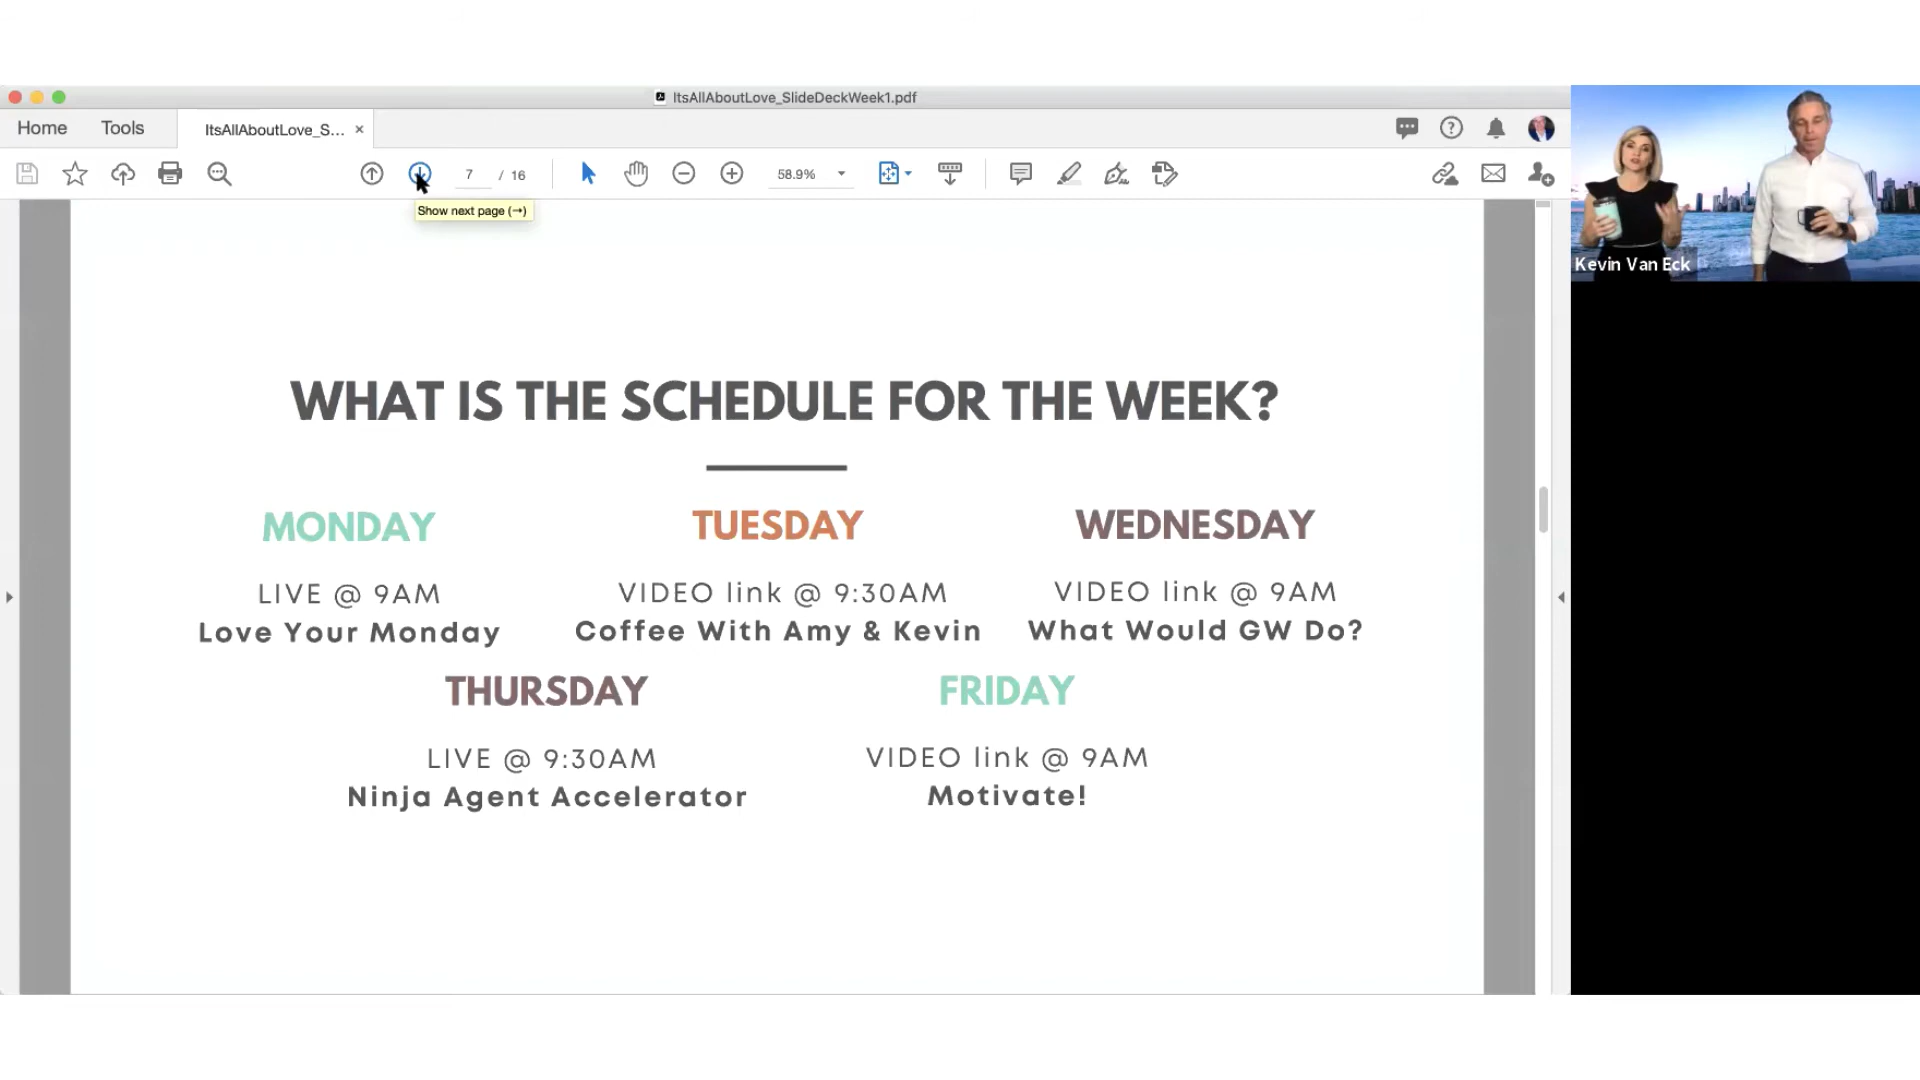 ItsAllAboutLove_SlideDeckWeek1.pdf
Home Tools ItsAllAboutLove_S... ×
7 / 16 58.9%
Show next page (→)
Kevin Van Eck
WHAT IS THE SCHEDULE FOR THE WEEK?
MONDAY TUESDAY WEDNESDAY
LIVE @ 9AM VIDEO link @ 9:30AM VIDEO link @ 9AM
Love Your Monday Coffee With Amy & Kevin What Would GW Do?
THURSDAY FRIDAY
LIVE @ 9:30AM VIDEO link @ 9AM
Ninja Agent Accelerator Motivate!